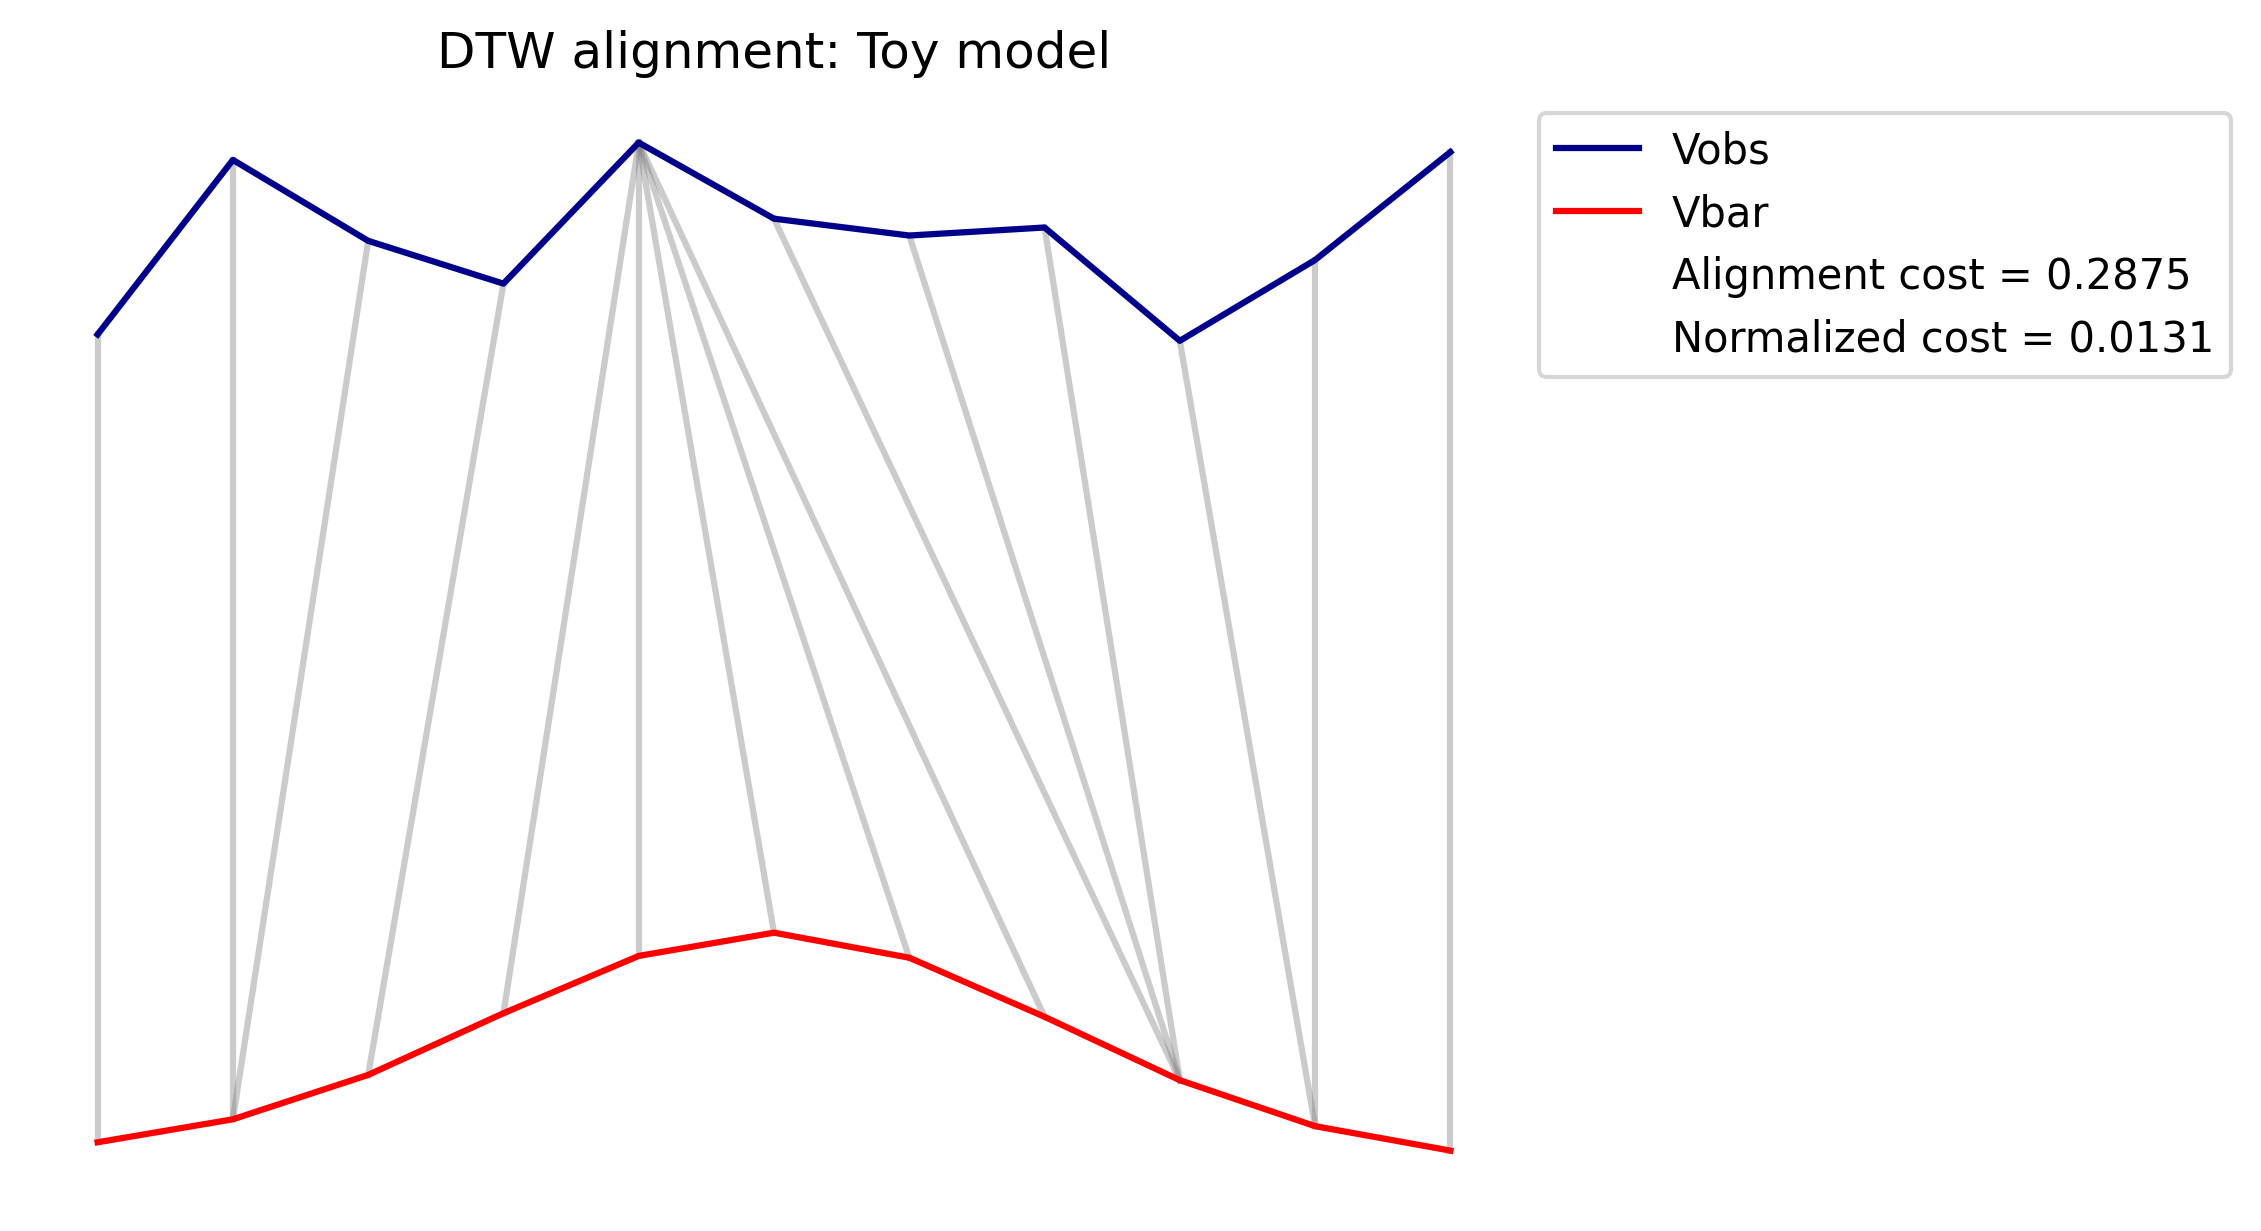 DTW alignment: Toy model
Vobs
Vbar
Alignment cost = 0.2875
Normalized cost = 0.0131